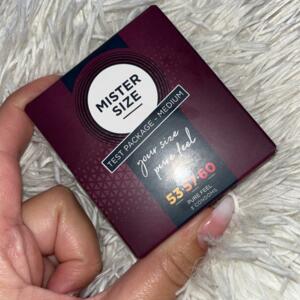 MISTER
SIZE
TEST PACKAGE - MEDIUM
your size
pure feel
53-57-60
PURE FEEL
3 CONDOMS